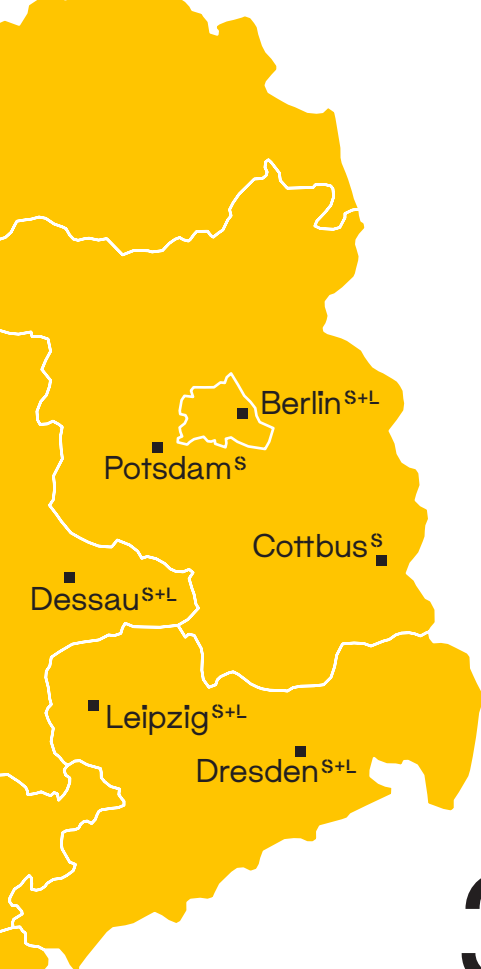 Berlin S+L
Potsdam S
Cottbus S
Dessau S+L
Leipzig S+L
Dresden S+L